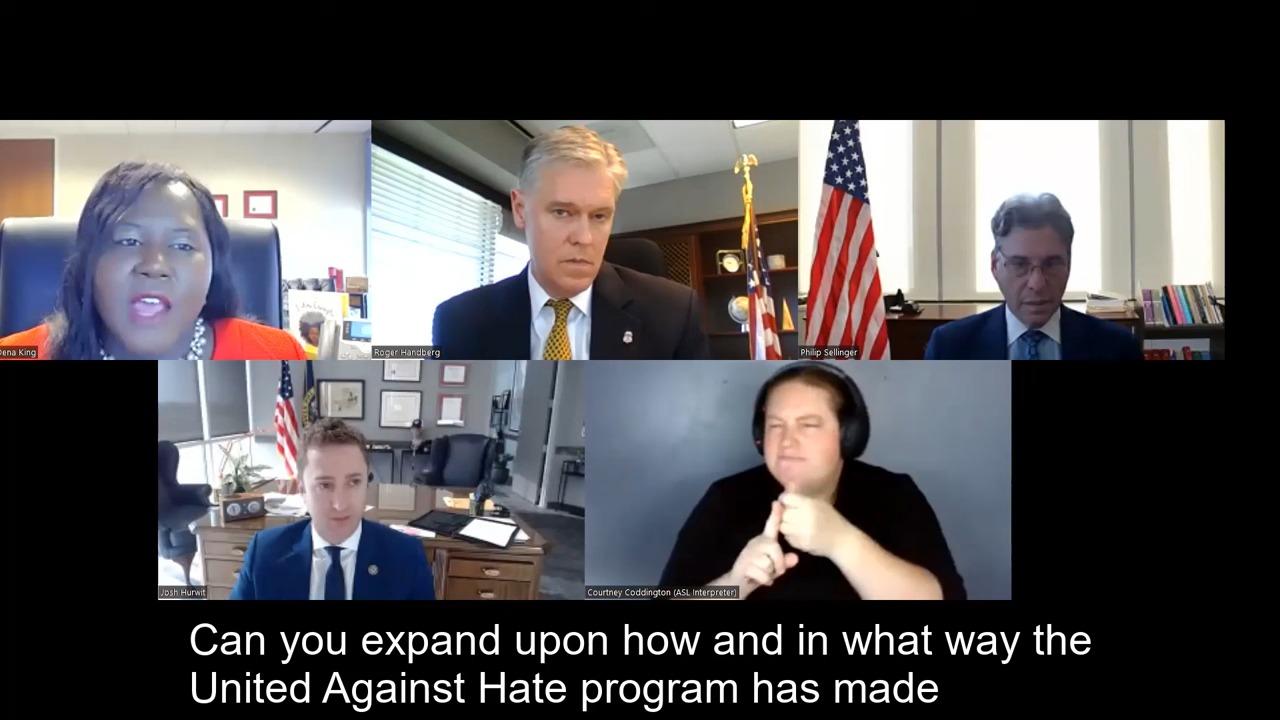 Dena King
Roger Handberg
Philip Sellinger
Josh Hurwit
Courtney Coddington (ASL Interpreter)
Can you expand upon how and in what way the
United Against Hate program has made